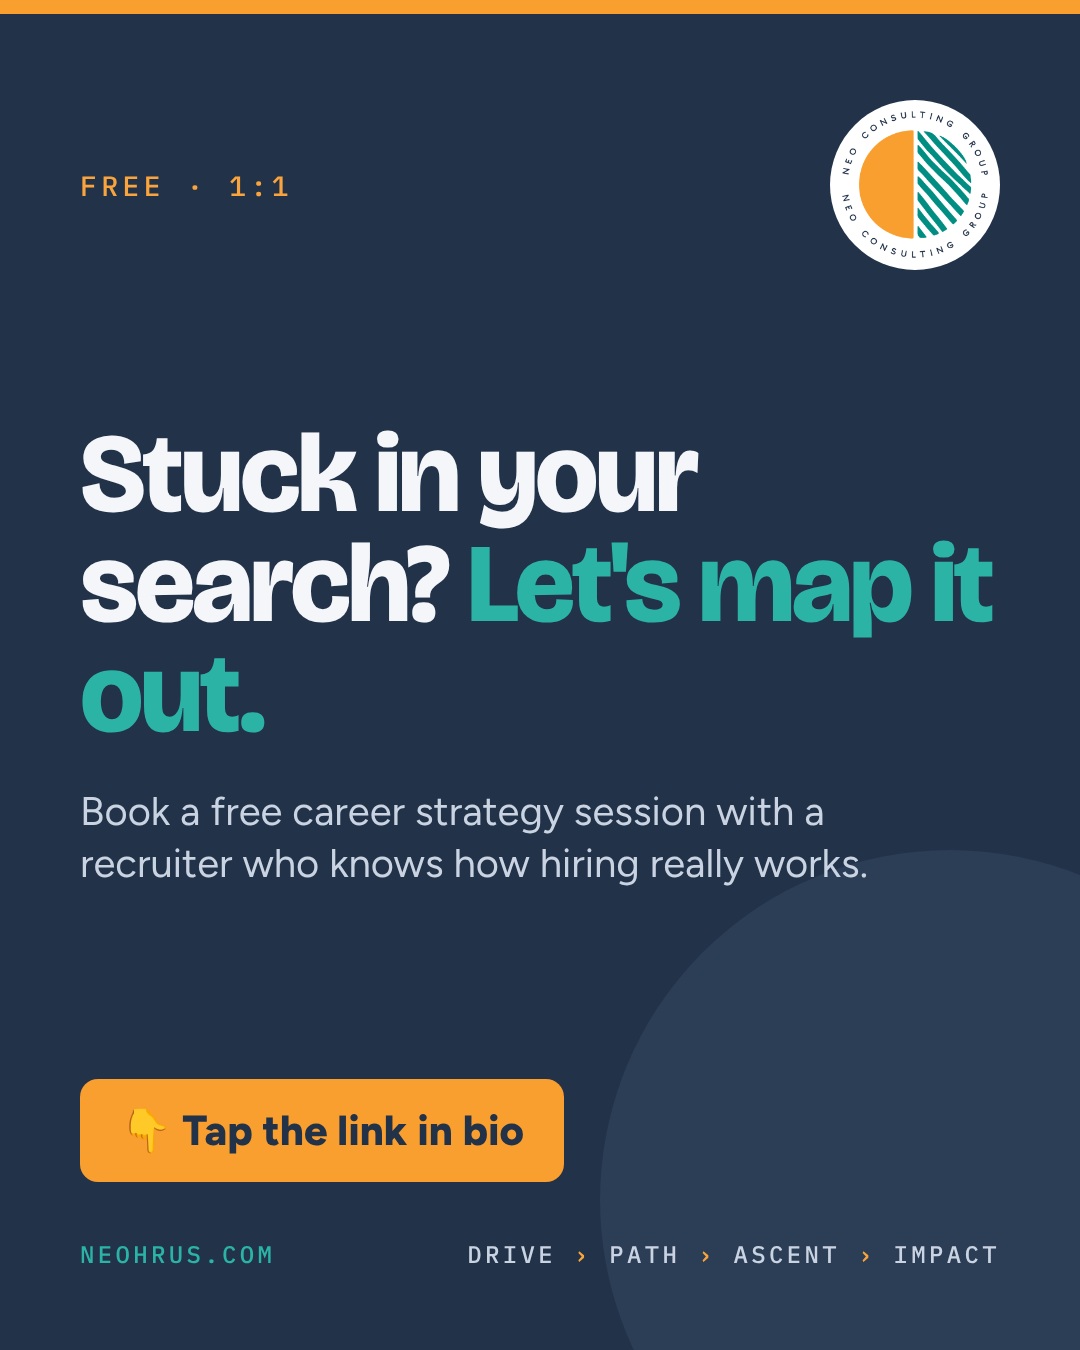 FREE · 1:1
NEO CONSULTING GROUP
NEO CONSULTING GROUP
Stuck in your
search? Let's map it
out.
Book a free career strategy session with a
recruiter who knows how hiring really works.
👇 Tap the link in bio
NEOHRUS.COM
DRIVE › PATH › ASCENT › IMPACT